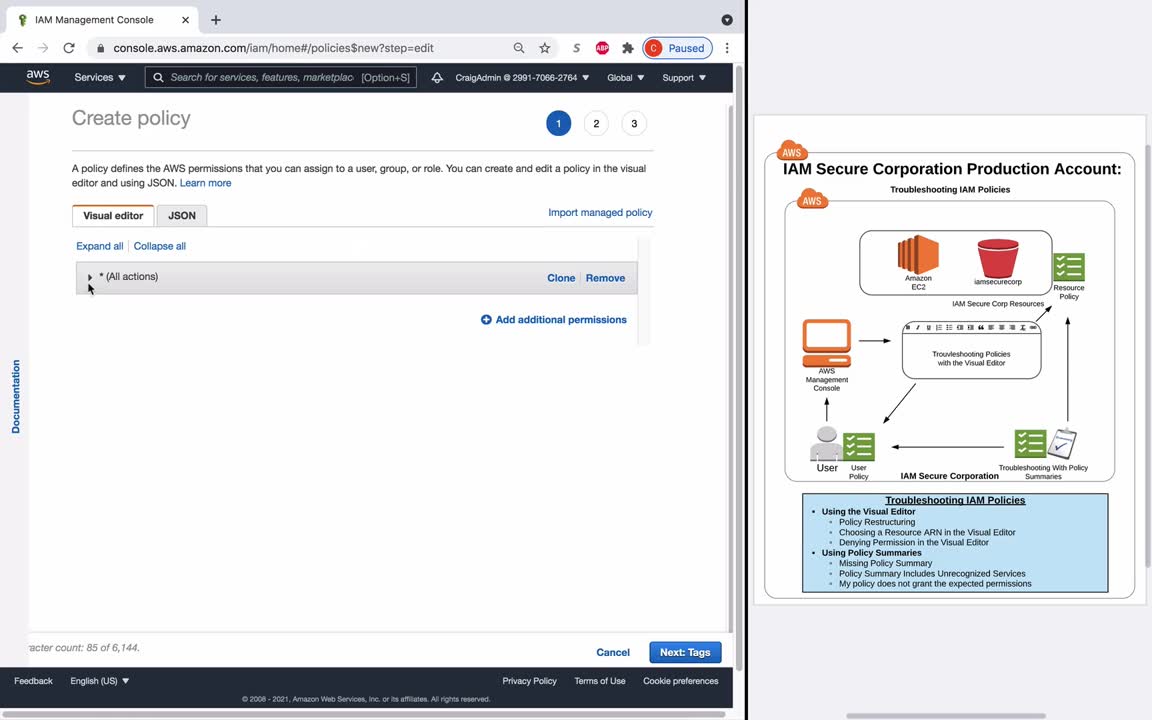 IAM Management Console
console.aws.amazon.com/iam/home#/policies$new?step=edit
S
ABP
C Paused
aws Services Search for services, features, marketplac [Option+S] CraigAdmin @ 2991-7066-2764 Global Support
Create policy
1 2 3
A policy defines the AWS permissions that you can assign to a user, group, or role. You can create and edit a policy in the visual
editor and using JSON. Learn more
Visual editor JSON Import managed policy
Expand all Collapse all
* (All actions) Clone Remove
Add additional permissions
Documentation
racter count: 85 of 6,144.
Cancel Next: Tags
Feedback English (US) Privacy Policy Terms of Use Cookie preferences
© 2008 - 2021, Amazon Web Services, Inc. or its affiliates. All rights reserved.
AWS
IAM Secure Corporation Production Account:
Troubleshooting IAM Policies
AWS
Amazon
EC2
iamsecurecorp
Resource
Policy
IAM Secure Corp Resources
Trouvleshooting Policies
with the Visual Editor
AWS
Management
Console
User
User
Policy
Troubleshooting With Policy
Summaries
IAM Secure Corporation
Troubleshooting IAM Policies
• Using the Visual Editor
Policy Restructuring
Choosing a Resource ARN in the Visual Editor
Denying Permission in the Visual Editor
• Using Policy Summaries
Missing Policy Summary
Policy Summary Includes Unrecognized Services
My policy does not grant the expected permissions